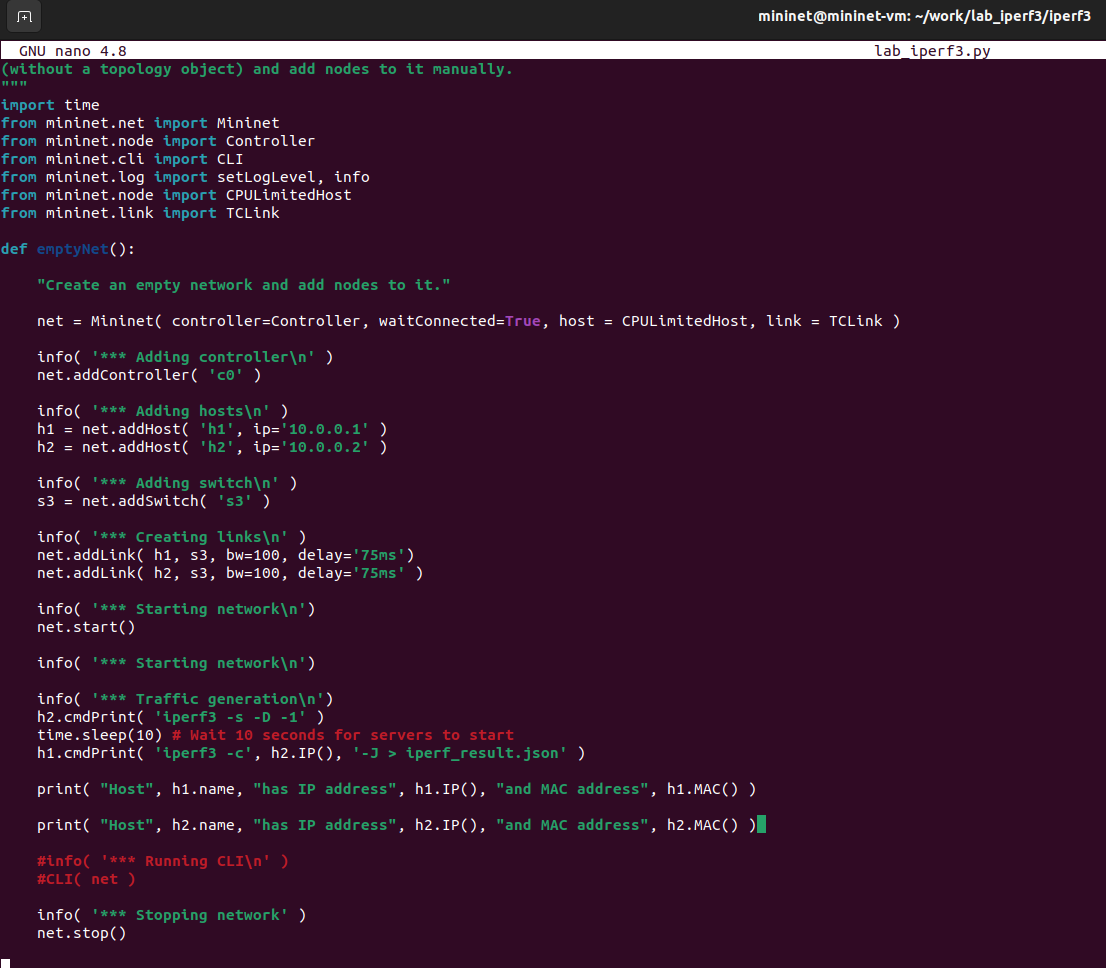 mininet@mininet-vm: ~/work/lab_iperf3/iperf3
GNU nano 4.8 lab_iperf3.py
(without a topology object) and add nodes to it manually.
"""
import time
from mininet.net import Mininet
from mininet.node import Controller
from mininet.cli import CLI
from mininet.log import setLogLevel, info
from mininet.node import CPULimitedHost
from mininet.link import TCLink

def emptyNet():

    "Create an empty network and add nodes to it."

    net = Mininet( controller=Controller, waitConnected=True, host = CPULimitedHost, link = TCLink )

    info( '*** Adding controller\n' )
    net.addController( 'c0' )

    info( '*** Adding hosts\n' )
    h1 = net.addHost( 'h1', ip='10.0.0.1' )
    h2 = net.addHost( 'h2', ip='10.0.0.2' )

    info( '*** Adding switch\n' )
    s3 = net.addSwitch( 's3' )

    info( '*** Creating links\n' )
    net.addLink( h1, s3, bw=100, delay='75ms')
    net.addLink( h2, s3, bw=100, delay='75ms' )

    info( '*** Starting network\n')
    net.start()

    info( '*** Starting network\n')

    info( '*** Traffic generation\n')
    h2.cmdPrint( 'iperf3 -s -D -1' )
    time.sleep(10) # Wait 10 seconds for servers to start
    h1.cmdPrint( 'iperf3 -c', h2.IP(), '-J > iperf_result.json' )

    print( "Host", h1.name, "has IP address", h1.IP(), "and MAC address", h1.MAC() )

    print( "Host", h2.name, "has IP address", h2.IP(), "and MAC address", h2.MAC() )

    #info( '*** Running CLI\n' )
    #CLI( net )

    info( '*** Stopping network' )
    net.stop()